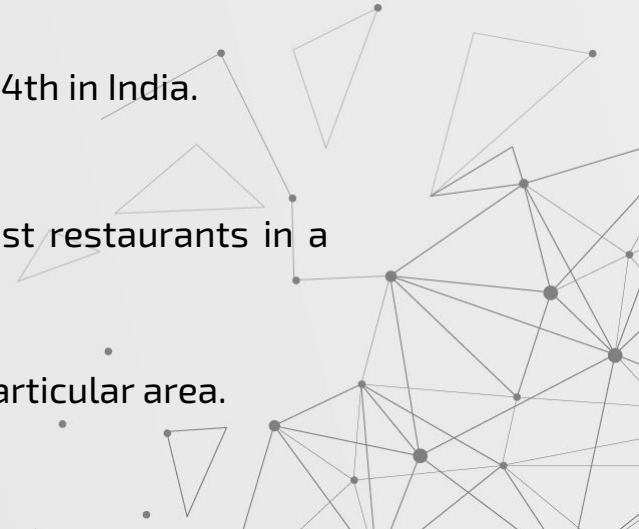 4th in India.
st restaurants in a
articular area.